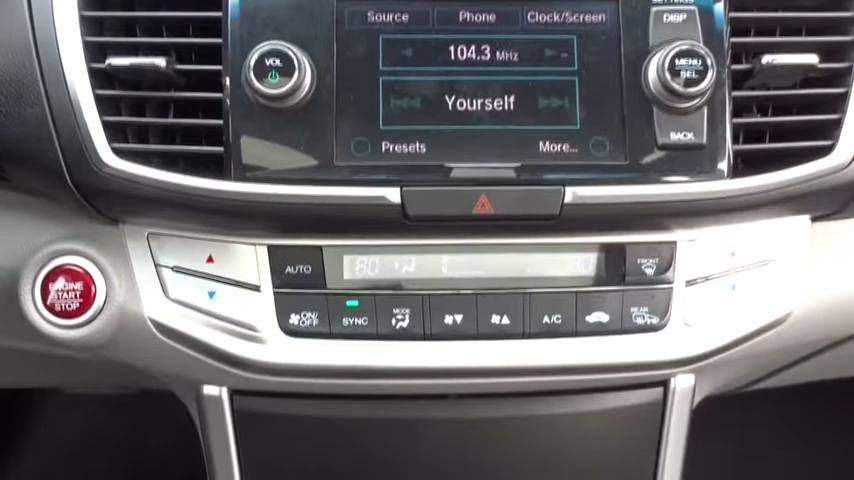 Source Phone Clock/Screen
DISP
VOL
104.3 MHz
MENU
SEL
Yourself
BACK
Presets More...
ENGINE
START
STOP
AUTO
80
FRONT
ON/
OFF
SYNC
MODE
A/C
REAR